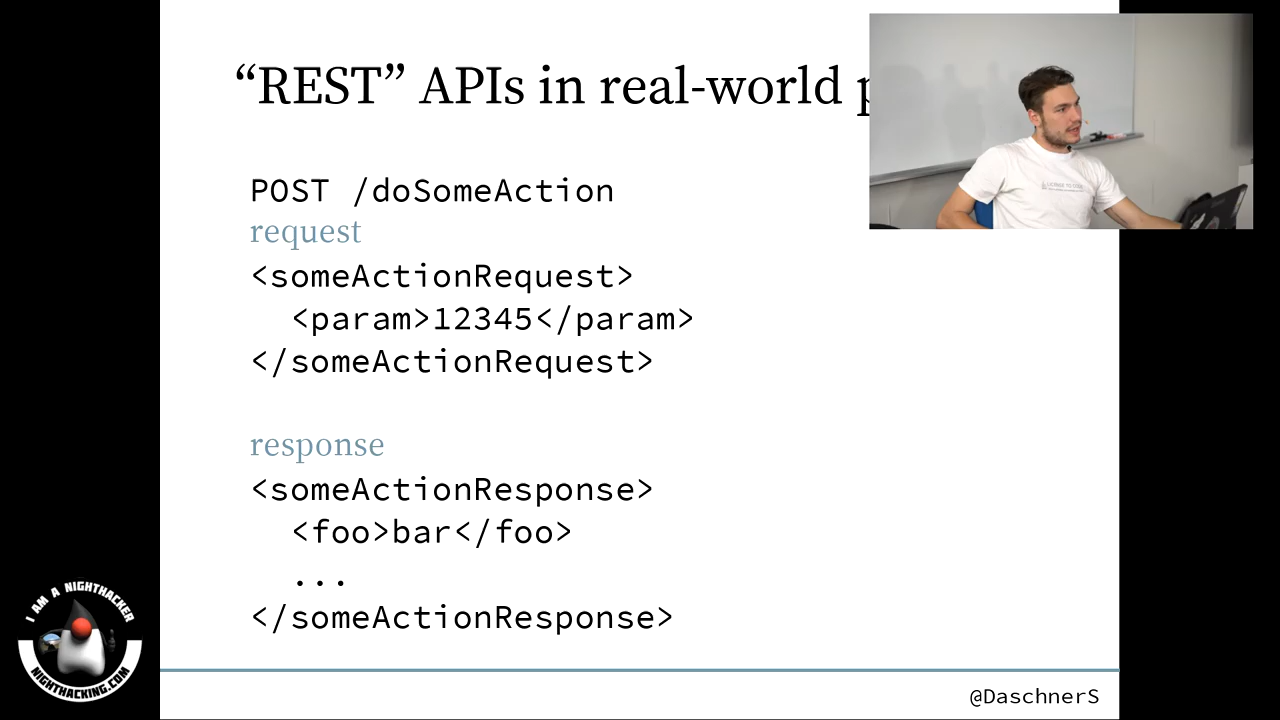 “REST” APIs in real-world
POST /doSomeAction
request
<someActionRequest>
  <param>12345</param>
</someActionRequest>
response
<someActionResponse>
  <foo>bar</foo>
  ...
</someActionResponse>
@DaschnerS
I AM A NIGHTHACKER
NIGHTHACKING.COM